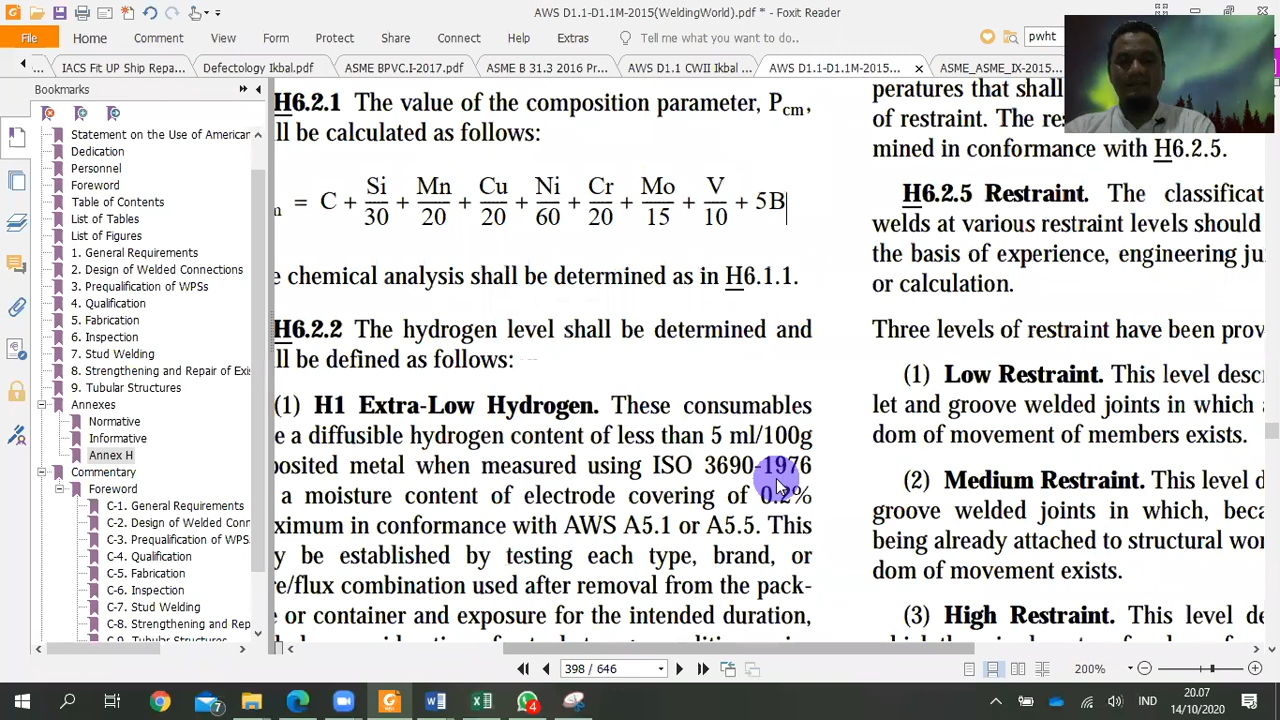 AWS D1.1-D1.1M-2015(WeldingWorld).pdf * - Foxit Reader
File Home Comment View Form Protect Share Connect Help Extras Tell me what you want to do.. pwht
... IACS Fit UP Ship Repa... Defectology Ikbal.pdf ASME BPVC.I-2017.pdf ASME B 31.3 2016 Pr... AWS D1.1 CWII Ikbal ... AWS D1.1-D1.1M-2015... ASME_ASME_IX-2015...
Bookmarks
Statement on the Use of American
Dedication
Personnel
Foreword
Table of Contents
List of Tables
List of Figures
1. General Requirements
2. Design of Welded Connections
3. Prequalification of WPSs
4. Qualification
5. Fabrication
6. Inspection
7. Stud Welding
8. Strengthening and Repair of Exis
9. Tubular Structures
Annexes
Normative
Informative
Annex H
Commentary
Foreword
C-1. General Requirements
C-2. Design of Welded Conn
C-3. Prequalification of WPS
C-4. Qualification
C-5. Fabrication
C-6. Inspection
C-7. Stud Welding
C-8. Strengthening and Rep
C-9. Tubular Structures
H6.2.1 The value of the composition parameter, Pcm,
ll be calculated as follows:
m = C + Si/30 + Mn/20 + Cu/20 + Ni/60 + Cr/20 + Mo/15 + V/10 + 5B
e chemical analysis shall be determined as in H6.1.1.
H6.2.2 The hydrogen level shall be determined and
ll be defined as follows:
(1) H1 Extra-Low Hydrogen. These consumables
e a diffusible hydrogen content of less than 5 ml/100g
posited metal when measured using ISO 3690-1976
a moisture content of electrode covering of 0.2%
ximum in conformance with AWS A5.1 or A5.5. This
y be established by testing each type, brand, or
re/flux combination used after removal from the pack-
e or container and exposure for the intended duration,
peratures that shall
of restraint. The res
mined in conformance with H6.2.5.
H6.2.5 Restraint. The classificat
welds at various restraint levels should
the basis of experience, engineering ju
or calculation.
Three levels of restraint have been prov
(1) Low Restraint. This level descr
let and groove welded joints in which a
dom of movement of members exists.
(2) Medium Restraint. This level d
groove welded joints in which, beca
being already attached to structural wor
dom of movement exists.
(3) High Restraint. This level de
398 / 646
200%
7
4
IND
20.07
14/10/2020